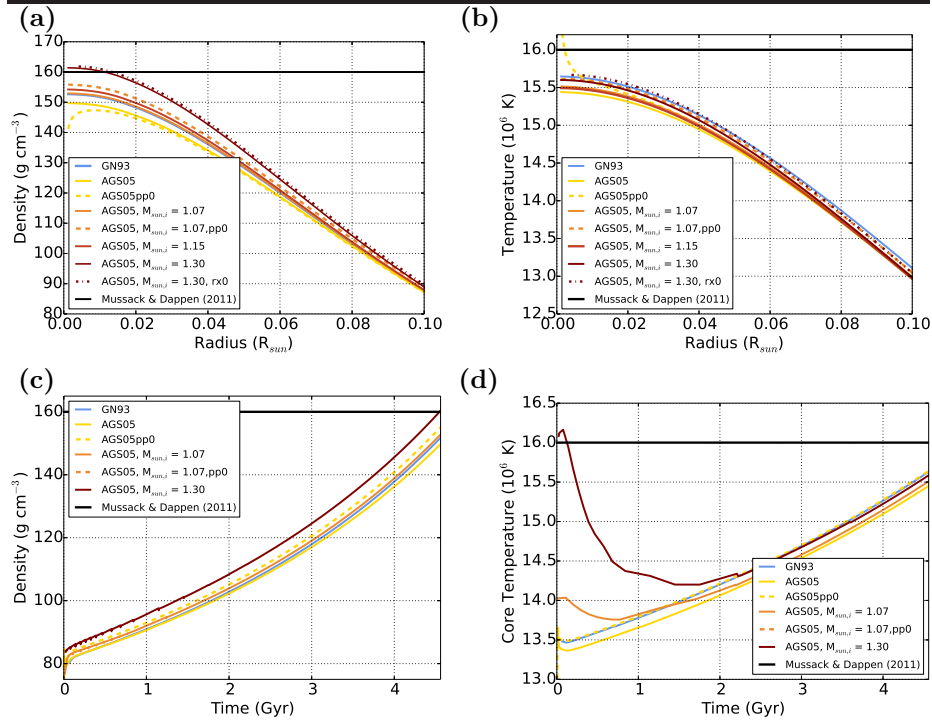 (a)
170
160
150
140
130
120
110
100
90
80
0.00 0.02 0.04 0.06 0.08 0.10
Radius (R_sun)
Density (g cm⁻³)
GN93
AGS05
AGS05pp0
AGS05, M_sun,i = 1.07
AGS05, M_sun,i = 1.07,pp0
AGS05, M_sun,i = 1.15
AGS05, M_sun,i = 1.30
AGS05, M_sun,i = 1.30, rx0
Mussack & Dappen (2011)
(b)
16.0
15.5
15.0
14.5
14.0
13.5
13.0
12.5
0.00 0.02 0.04 0.06 0.08 0.10
Radius (R_sun)
Temperature (10⁶ K)
GN93
AGS05
AGS05pp0
AGS05, M_sun,i = 1.07
AGS05, M_sun,i = 1.07,pp0
AGS05, M_sun,i = 1.15
AGS05, M_sun,i = 1.30
AGS05, M_sun,i = 1.30, rx0
Mussack & Dappen (2011)
(c)
160
140
120
100
80
0 1 2 3 4
Time (Gyr)
Density (g cm⁻³)
GN93
AGS05
AGS05pp0
AGS05, M_sun,i = 1.07
AGS05, M_sun,i = 1.07,pp0
AGS05, M_sun,i = 1.30
Mussack & Dappen (2011)
(d)
16.5
16.0
15.5
15.0
14.5
14.0
13.5
13.0
0 1 2 3 4
Time (Gyr)
Core Temperature (10⁶ K)
GN93
AGS05
AGS05pp0
AGS05, M_sun,i = 1.07
AGS05, M_sun,i = 1.07,pp0
AGS05, M_sun,i = 1.30
Mussack & Dappen (2011)